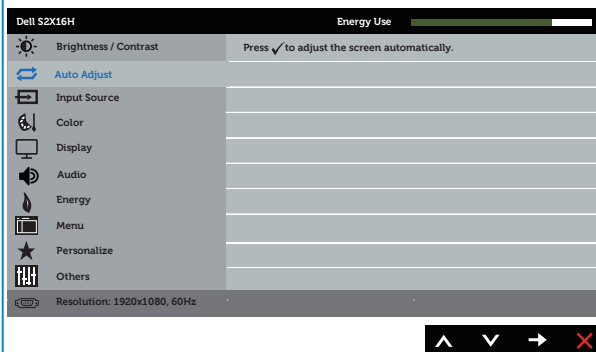 Dell S2X16H Energy Use
Brightness / Contrast
Press ✓ to adjust the screen automatically.
Auto Adjust
Input Source
Color
Display
Audio
Energy
Menu
Personalize
Others
Resolution: 1920x1080, 60Hz